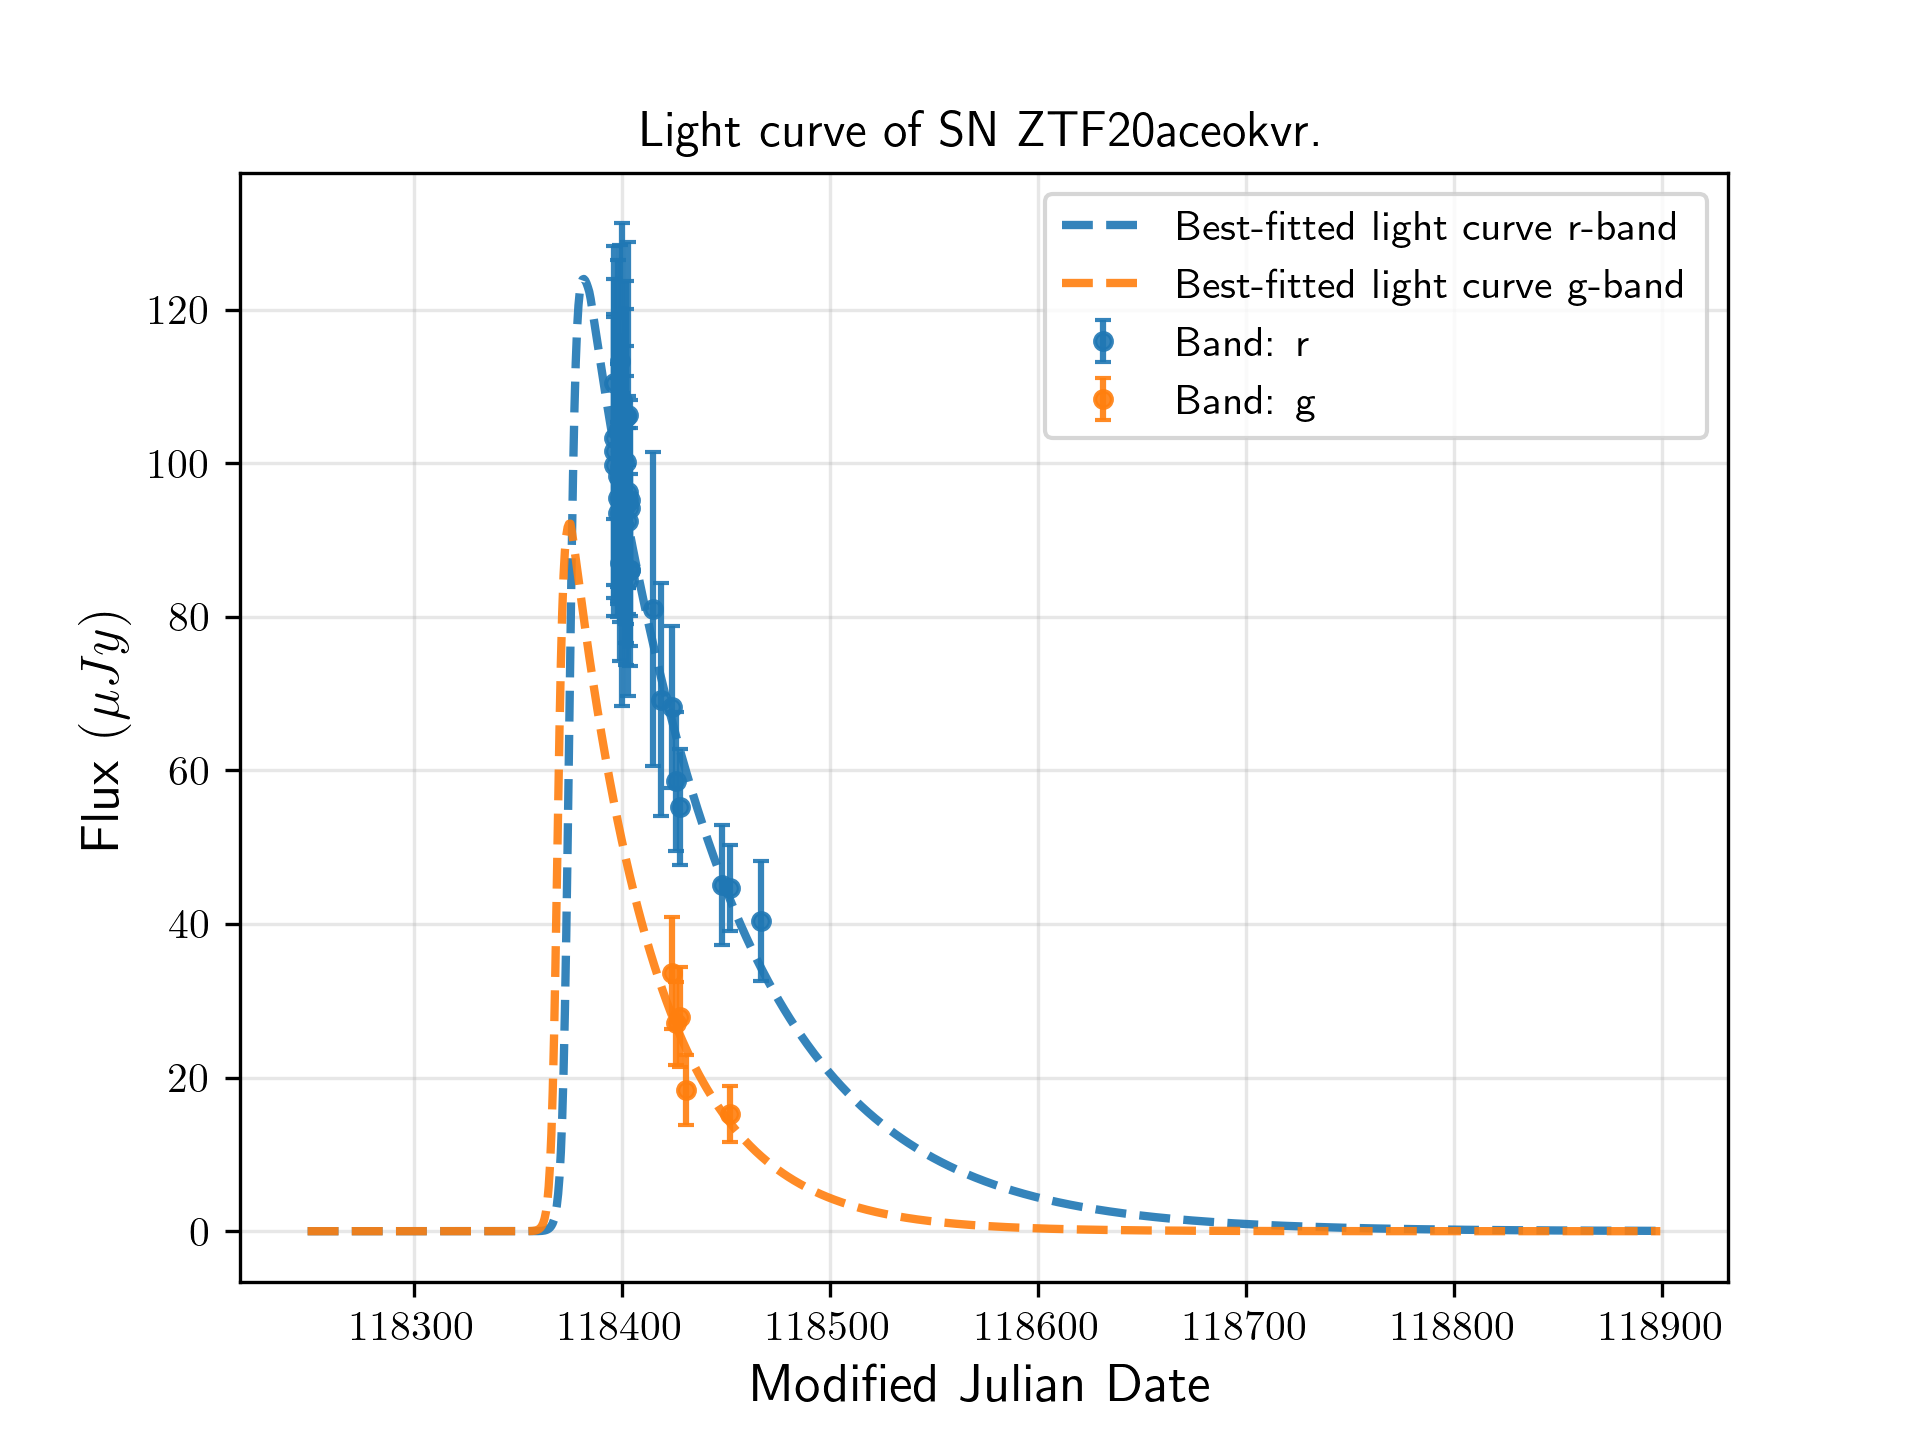 Light curve of SN ZTF20aceokvr.
Best-fitted light curve r-band
Best-fitted light curve g-band
Band: r
Band: g
120
100
80
60
40
20
0
Flux (μJy)
118300 118400 118500 118600 118700 118800 118900
Modified Julian Date